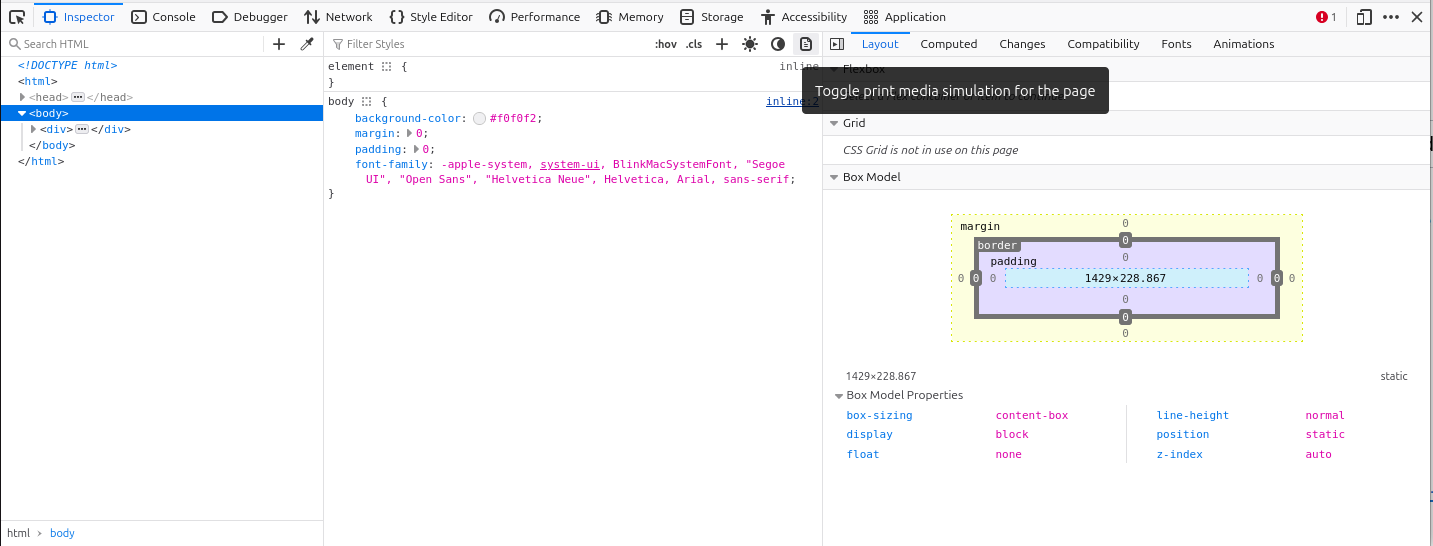 Inspector Console Debugger Network Style Editor Performance Memory Storage Accessibility Application 1
Search HTML
<!DOCTYPE html>
<html>
<head> ••• </head>
<body>
<div> ••• </div>
</body>
</html>
html › body
Filter Styles :hov .cls
element { inline
}
body { inline:2
background-color: #f0f0f2;
margin: 0;
padding: 0;
font-family: -apple-system, system-ui, BlinkMacSystemFont, "Segoe
UI", "Open Sans", "Helvetica Neue", Helvetica, Arial, sans-serif;
}
Layout Computed Changes Compatibility Fonts Animations
Flexbox
Toggle print media simulation for the page
Grid
CSS Grid is not in use on this page
Box Model
margin 0
border 0
padding 0
0 0 0 1429×228.867 0 0 0
0
0
0
1429×228.867 static
Box Model Properties
box-sizing content-box line-height normal
display block position static
float none z-index auto